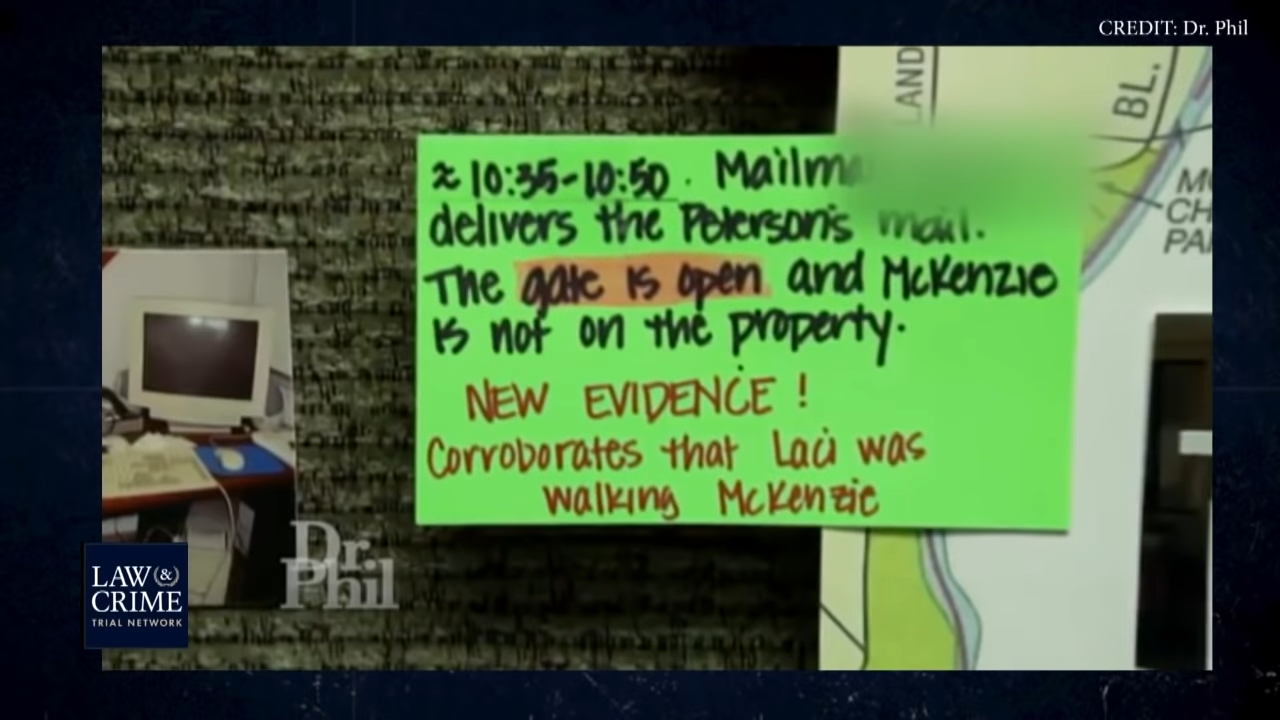 CREDIT: Dr. Phil
LAND
BL.
≈ 10:35-10:50. Mailma
delivers the Peterson's mail.
The gate is open and McKenzie
is not on the property.
NEW EVIDENCE!
Corroborates that Laci was
walking McKenzie
Dr.
Phil
LAW &
CRIME
TRIAL NETWORK